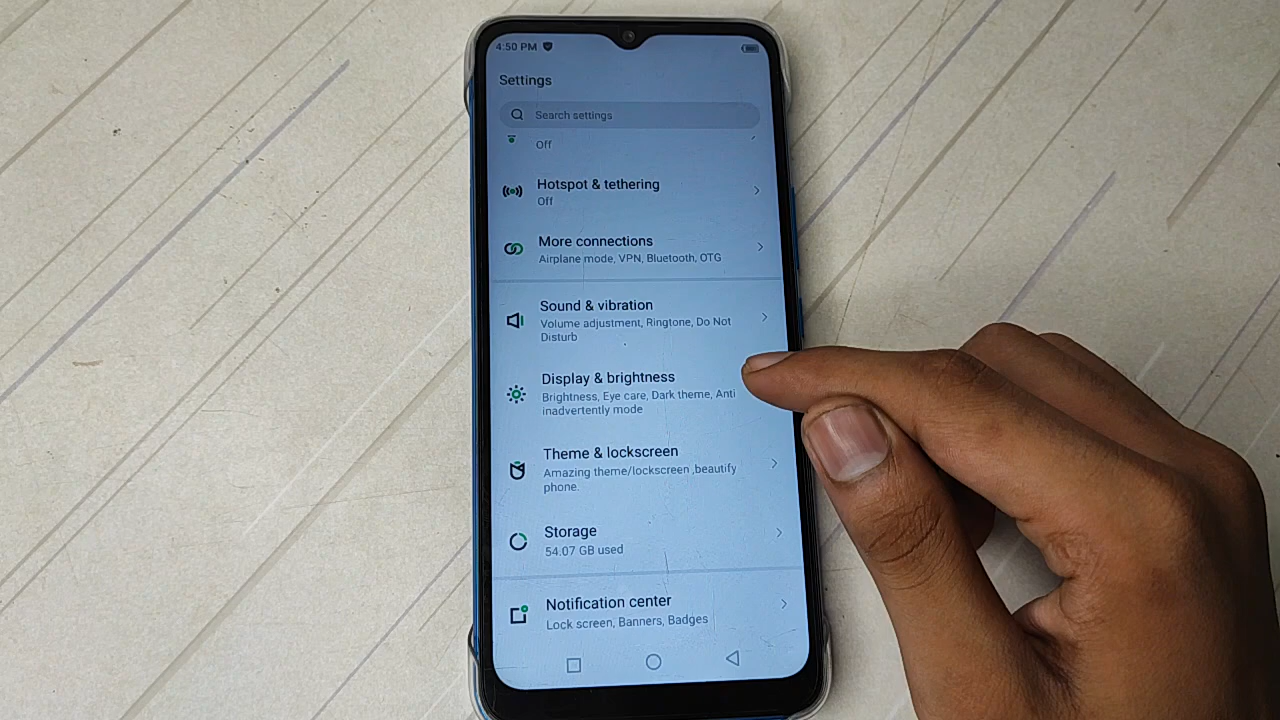 4:50 PM
Settings
Search settings
Off
Hotspot & tethering
Off
More connections
Airplane mode, VPN, Bluetooth, OTG
Sound & vibration
Volume adjustment, Ringtone, Do Not
Disturb
Display & brightness
Brightness, Eye care, Dark theme, Anti
inadvertently mode
Theme & lockscreen
Amazing theme/lockscreen ,beautify
phone.
Storage
54.07 GB used
Notification center
Lock screen, Banners, Badges